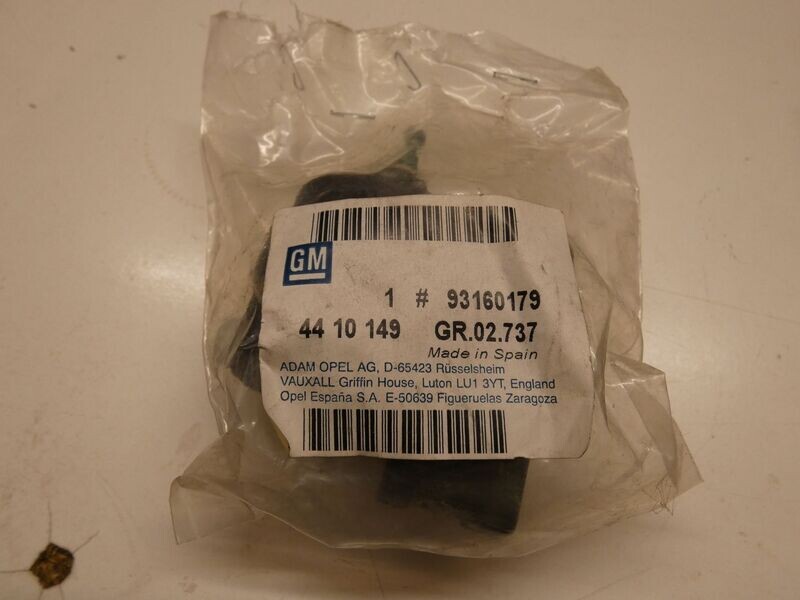 GM
1 # 93160179
44 10 149 GR.02.737
Made in Spain
ADAM OPEL AG, D-65423 Rüsselsheim
VAUXALL Griffin House, Luton LU1 3YT, England
Opel España S.A. E-50639 Figueruelas Zaragoza